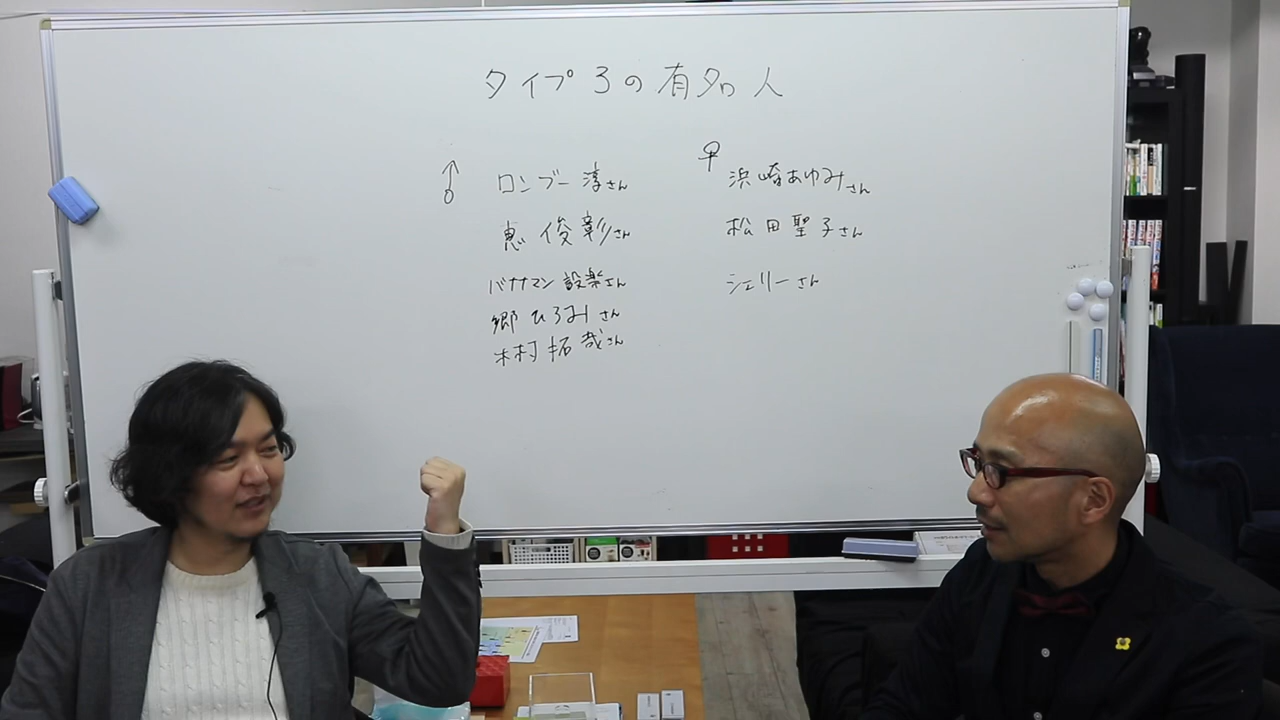 タイプ3の有名人
♂
ロンブー 淳さん
恵 俊彰さん
バナナマン 設楽さん
郷ひろみさん
木村拓哉さん
♀
浜崎あゆみさん
松田聖子さん
シェリーさん